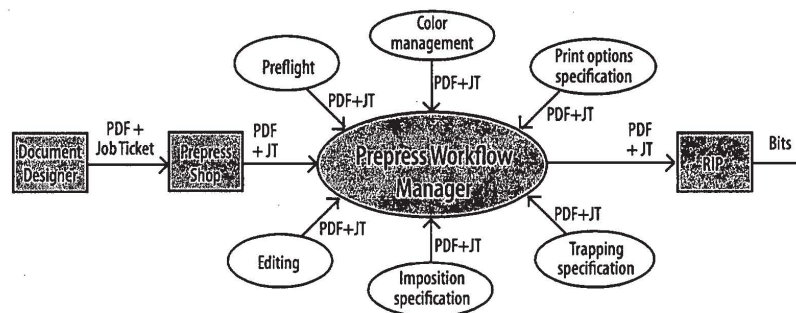 Color
management
Preflight
Print options
specification
PDF+JT
PDF+JT
PDF+JT
PDF +
Job Ticket
PDF
+ JT
PDF
+ JT
Bits
Document
Designer
Prepress
Shop
Prepress Workflow
Manager
RIP
PDF+JT
PDF+JT
PDF+JT
Editing
Imposition
specification
Trapping
specification